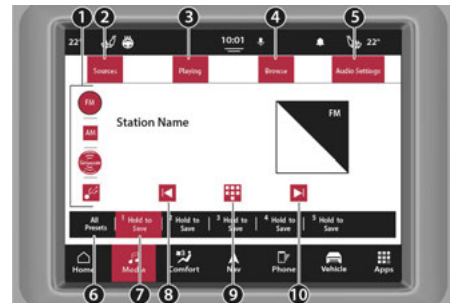 1 2 3 4 5
22° 10:01 22°
Sources Playing Browse Audio Settings
FM
FM
Station Name
AM
SiriusXM
All Presets
1 Hold to Save
2 Hold to Save
3 Hold to Save
4 Hold to Save
5 Hold to Save
Home Media Comfort Nav Phone Vehicle Apps
6 7 8 9 10